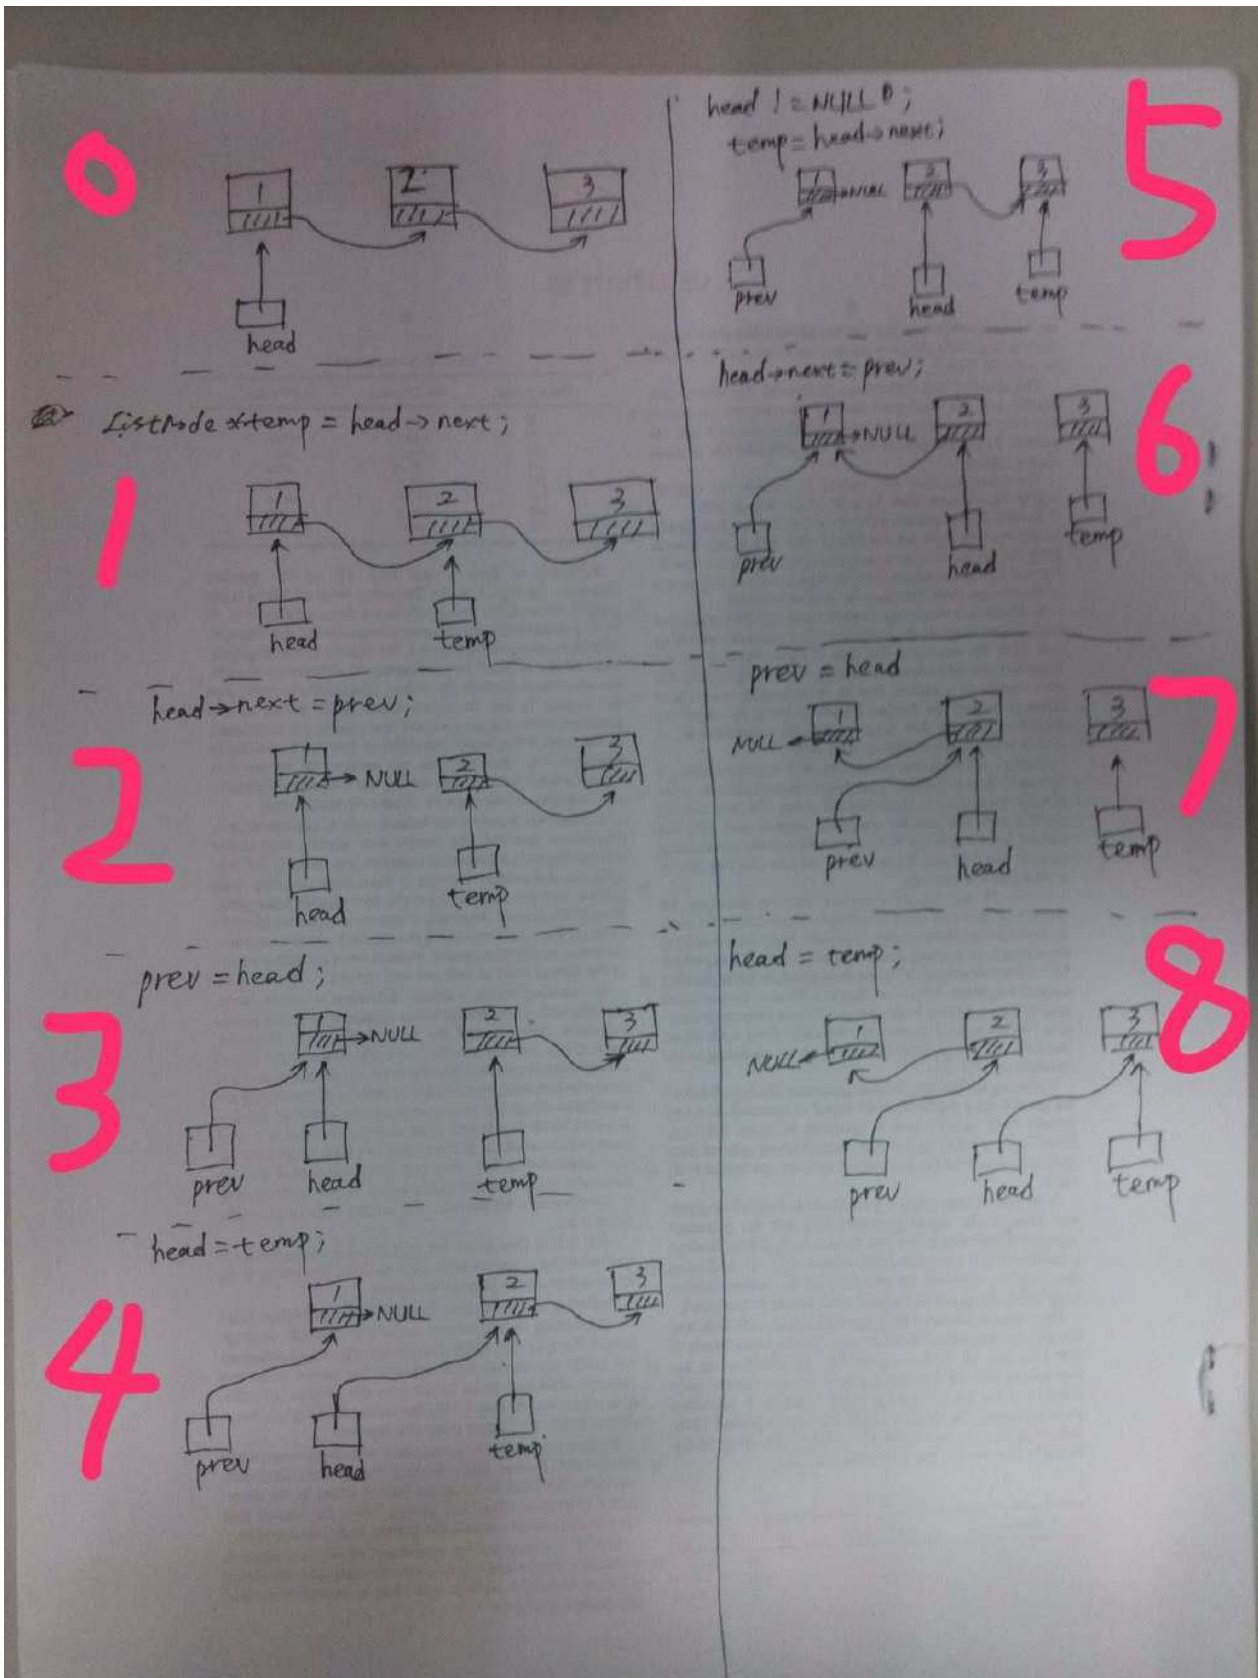 0
1 2 3
head
ListNode *temp = head->next;
1
1 2 3
head temp
head->next = prev;
2
1 NULL 2 3
head temp
prev = head;
3
1 NULL 2 3
prev head temp
head = temp;
4
1 NULL 2 3
prev head temp
head != NULL;
temp = head->next;
5
1 NULL 2 3
prev head temp
head->next = prev;
6
1 NULL 2 3
prev head temp
prev = head
7
NULL 1 2 3
prev head temp
head = temp;
8
NULL 1 2 3
prev head temp